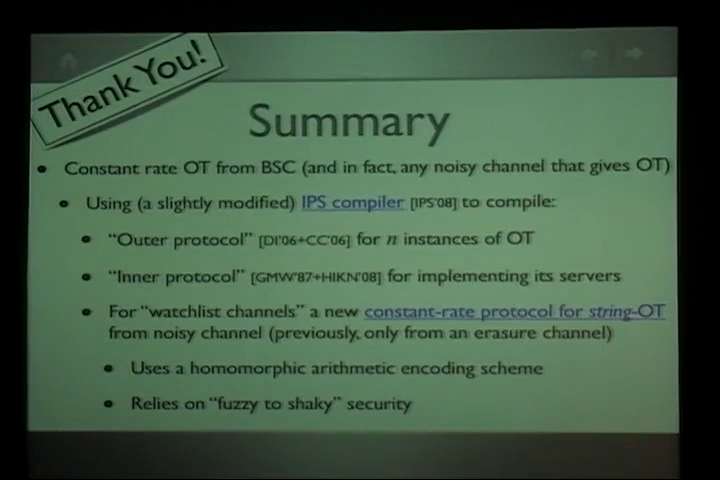 Thank You!
Summary
Constant rate OT from BSC (and in fact, any noisy channel that gives OT)
Using (a slightly modified) IPS compiler [IPS'08] to compile:
"Outer protocol" [DI'06+CC'06] for n instances of OT
"Inner protocol" [GMW'87+HIKN'08] for implementing its servers
For "watchlist channels" a new constant-rate protocol for string-OT
from noisy channel (previously, only from an erasure channel)
Uses a homomorphic arithmetic encoding scheme
Relies on "fuzzy to shaky" security